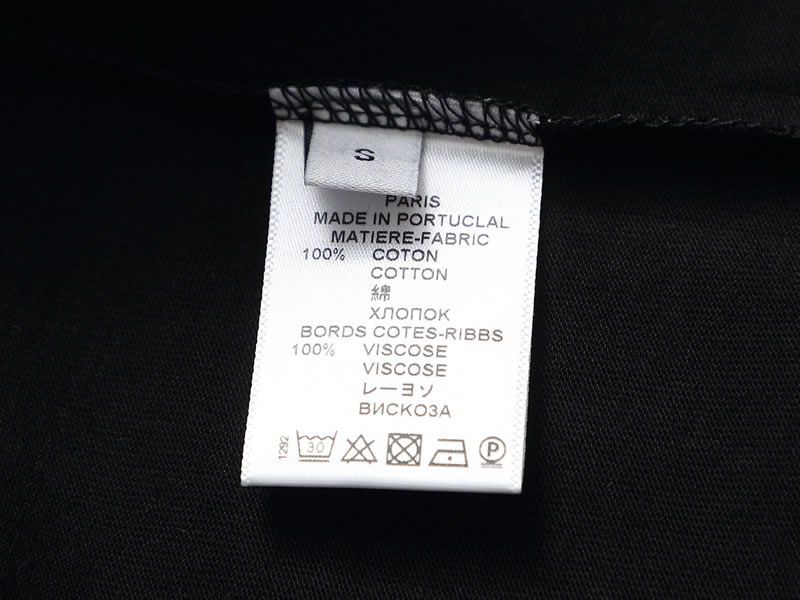 S
PARIS
MADE IN PORTUCLAL
MATIERE-FABRIC
100% COTON
COTTON
綿
ХЛОПОК
BORDS COTES-RIBBS
100% VISCOSE
VISCOSE
レーヨソ
ВИСКОЗА
1292 30 P